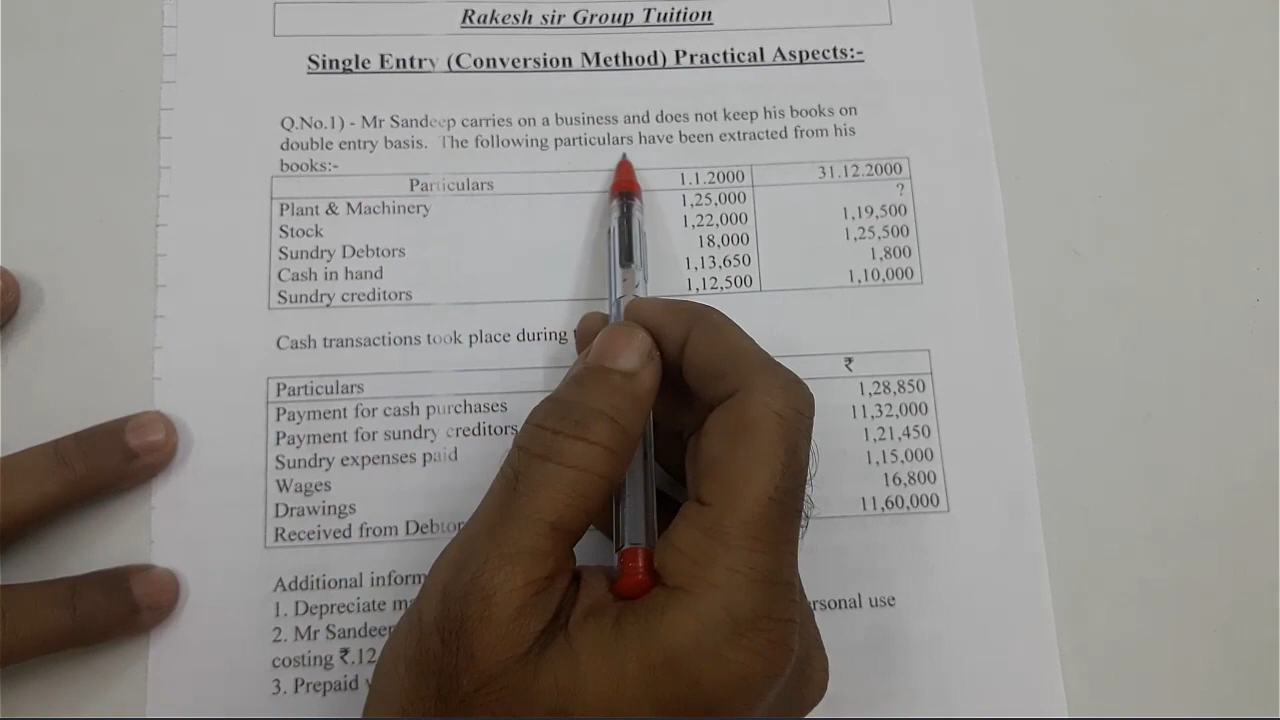 Rakesh sir Group Tuition
Single Entry (Conversion Method) Practical Aspects:-
Q.No.1) - Mr Sandeep carries on a business and does not keep his books on
double entry basis. The following particulars have been extracted from his
books:-
Particulars 1.1.2000 31.12.2000
Plant & Machinery 1,25,000 ?
Stock 1,22,000 1,19,500
Sundry Debtors 18,000 1,25,500
Cash in hand 1,13,650 1,800
Sundry creditors 1,12,500 1,10,000
Cash transactions took place during
Particulars ₹
Payment for cash purchases 1,28,850
Payment for sundry creditors 11,32,000
Sundry expenses paid 1,21,450
Wages 1,15,000
Drawings 16,800
Received from Debtor 11,60,000
Additional inform
1. Depreciate m rsonal use
2. Mr Sandeep
costing ₹.12
3. Prepaid